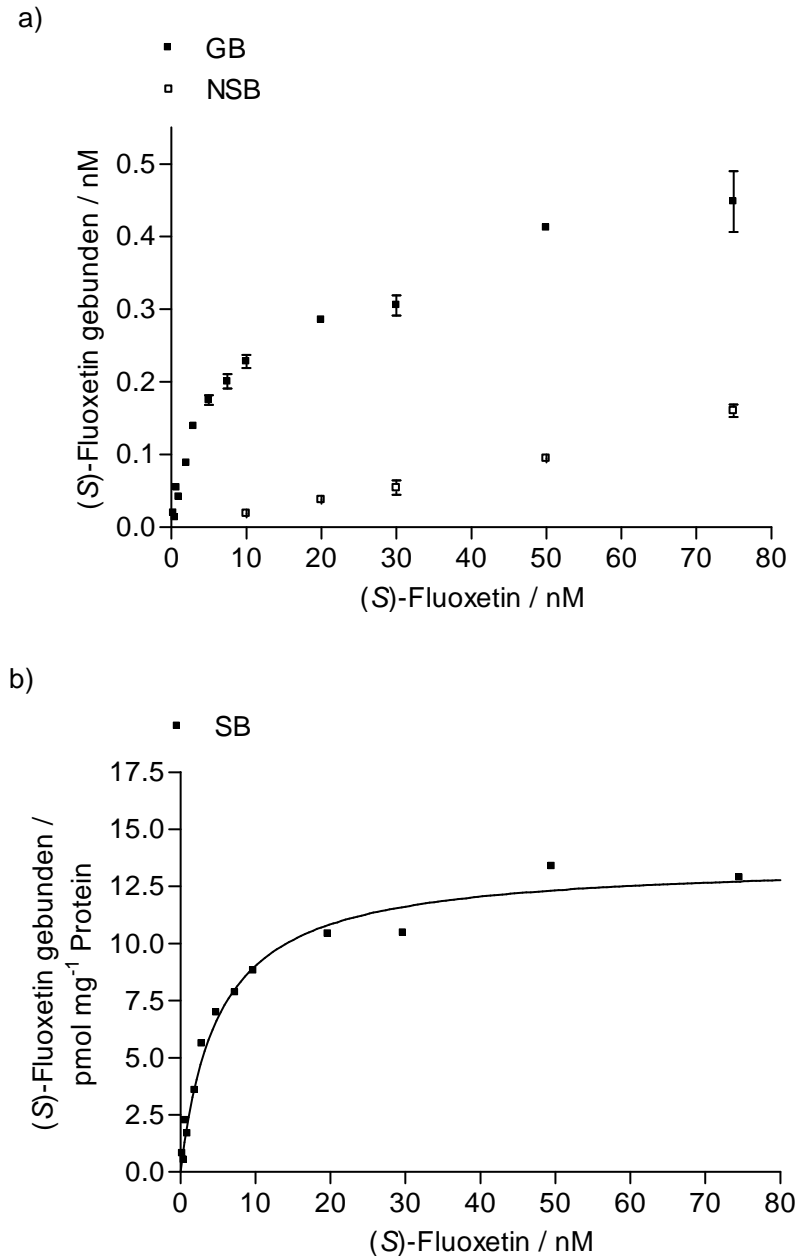 a)
GB
NSB
0.5
0.4
0.3
0.2
0.1
0.0
(S)-Fluoxetin gebunden / nM
0 10 20 30 40 50 60 70 80
(S)-Fluoxetin / nM
b)
SB
17.5
15.0
12.5
10.0
7.5
5.0
2.5
0.0
(S)-Fluoxetin gebunden /
pmol mg⁻¹ Protein
0 10 20 30 40 50 60 70 80
(S)-Fluoxetin / nM